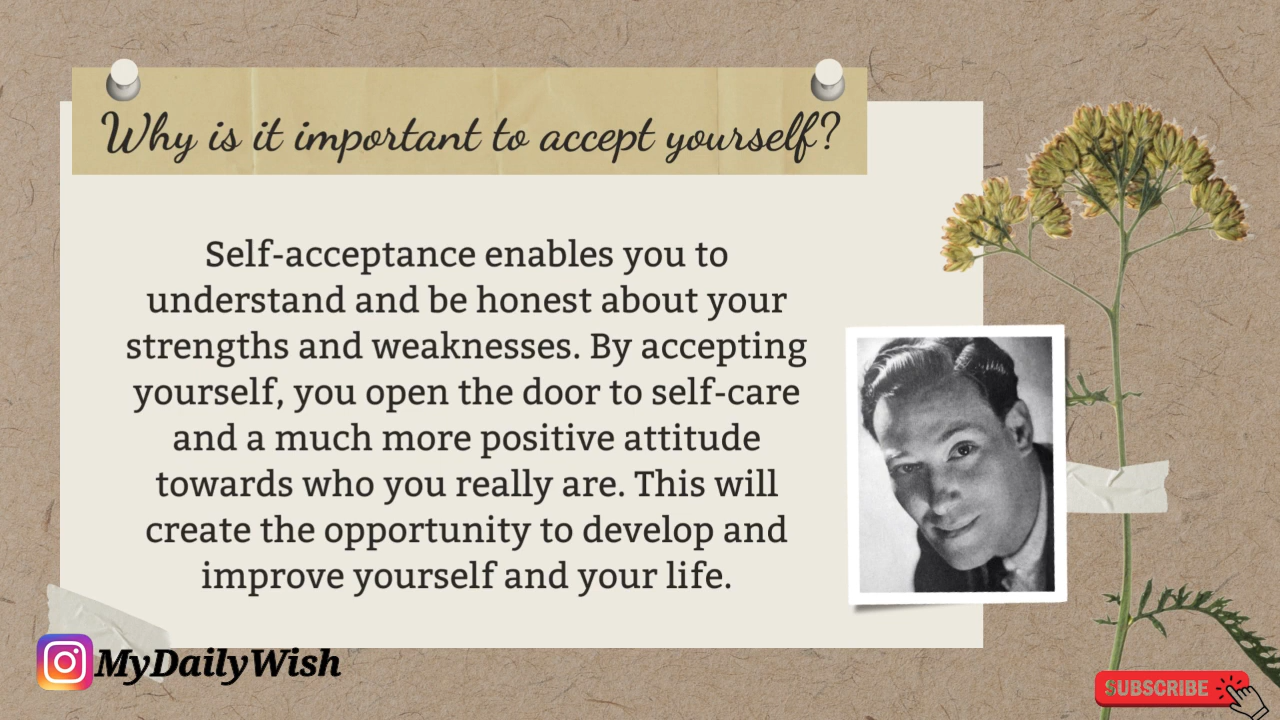 Why is it important to accept yourself?
Self-acceptance enables you to
understand and be honest about your
strengths and weaknesses. By accepting
yourself, you open the door to self-care
and a much more positive attitude
towards who you really are. This will
create the opportunity to develop and
improve yourself and your life.
MyDailyWish
SUBSCRIBE